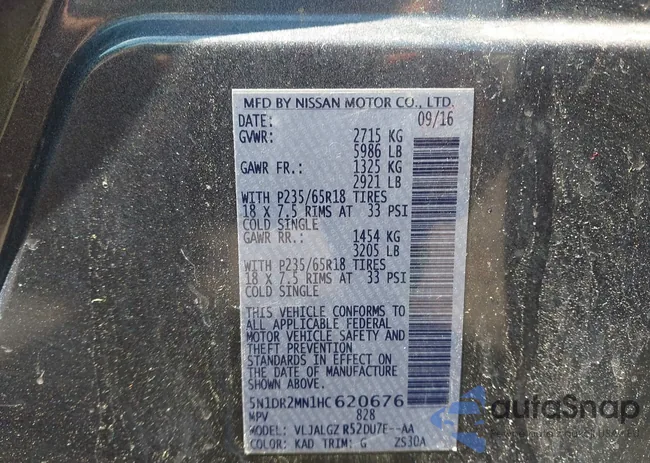 MFD BY NISSAN MOTOR CO., LTD.
DATE: 09/16
GVWR: 2715 KG
5986 LB
GAWR FR.: 1325 KG
2921 LB
WITH P235/65R18 TIRES
18 X 7.5 RIMS AT 33 PSI
COLD SINGLE
GAWR RR.: 1454 KG
3205 LB
WITH P235/65R18 TIRES
18 X 7.5 RIMS AT 33 PSI
COLD SINGLE
THIS VEHICLE CONFORMS TO
ALL APPLICABLE FEDERAL
MOTOR VEHICLE SAFETY AND
THEFT PREVENTION
STANDARDS IN EFFECT ON
THE DATE OF MANUFACTURE
SHOWN ABOVE.
5N1DR2MN1HC620676
MPV 828
MODEL: VLJALGZ R52DU7E--AA
COLOR: KAD TRIM: G ZS30A
autoSnap